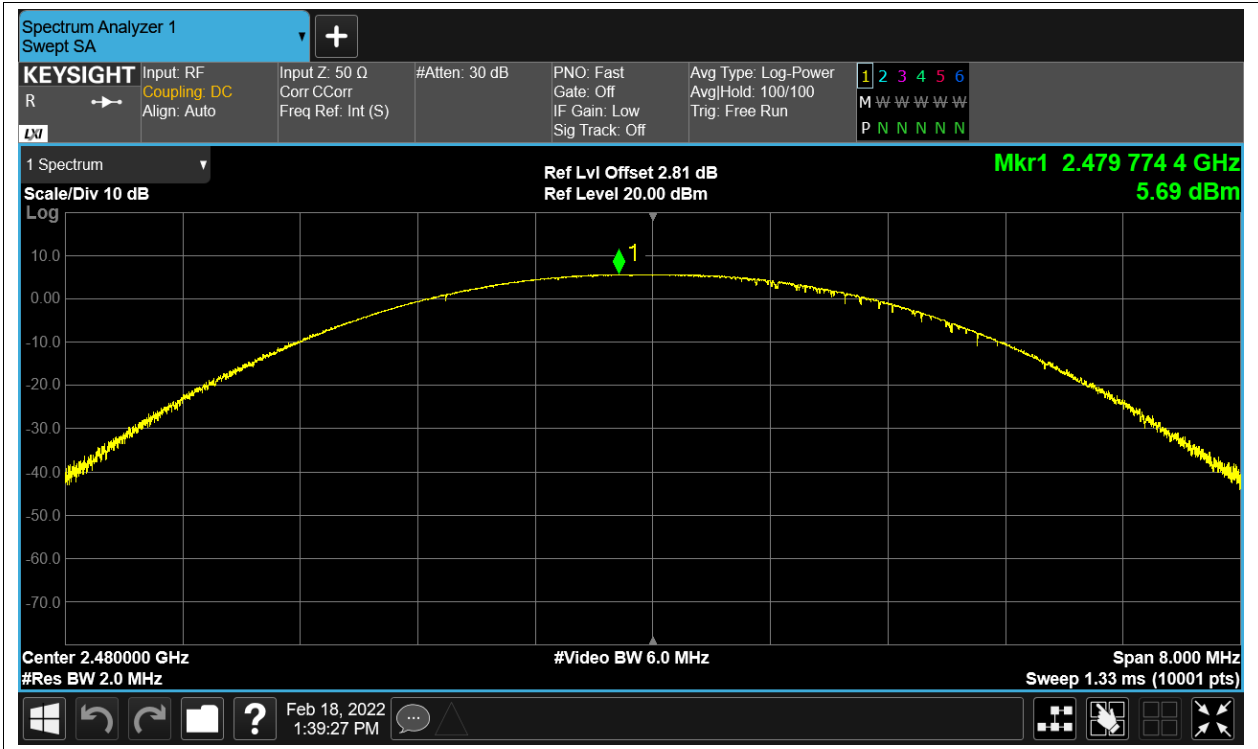 Spectrum Analyzer 1
Swept SA
KEYSIGHT
R
LXI
Input: RF
Coupling: DC
Align: Auto
Input Z: 50 Ω
Corr CCorr
Freq Ref: Int (S)
#Atten: 30 dB
PNO: Fast
Gate: Off
IF Gain: Low
Sig Track: Off
Avg Type: Log-Power
Avg|Hold: 100/100
Trig: Free Run
1 2 3 4 5 6
M W W W W W
P N N N N N
1 Spectrum
Scale/Div 10 dB
Log
Ref Lvl Offset 2.81 dB
Ref Level 20.00 dBm
Mkr1 2.479 774 4 GHz
5.69 dBm
1
10.0
0.00
-10.0
-20.0
-30.0
-40.0
-50.0
-60.0
-70.0
Center 2.480000 GHz
#Res BW 2.0 MHz
#Video BW 6.0 MHz
Span 8.000 MHz
Sweep 1.33 ms (10001 pts)
?
Feb 18, 2022
1:39:27 PM